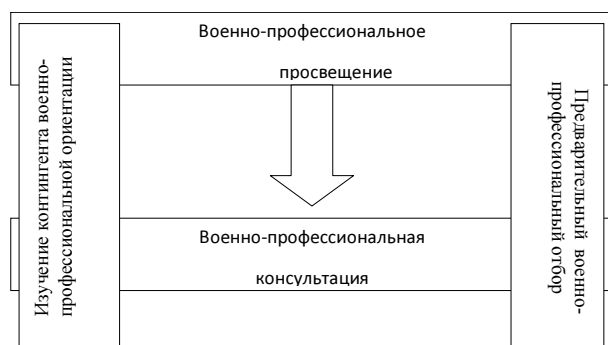 Военно-профессиональное
просвещение
Изучение контингента военно-
профессиональной ориентации
Предварительный военно-
профессиональный отбор
Военно-профессиональная
консультация